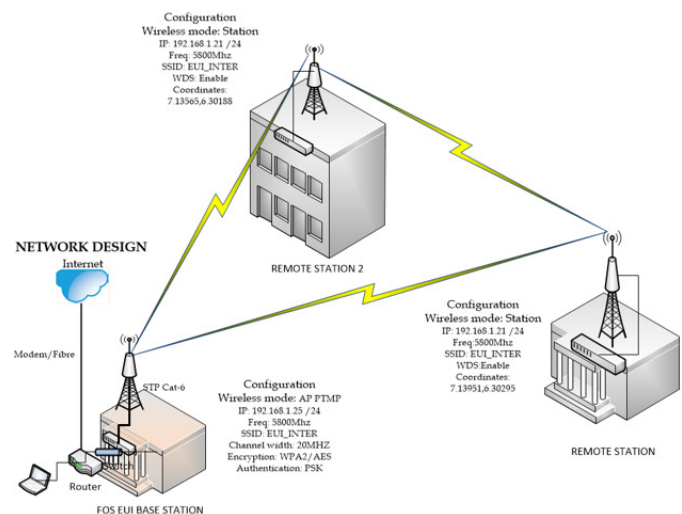 Configuration
Wireless mode: Station
IP: 192.168.1.21 /24
Freq: 5800Mhz
SSID: EUI_INTER
WDS: Enable
Coordinates:
7.13565,6.30188
REMOTE STATION 2
NETWORK DESIGN
Internet
Modem/Fibre
STP Cat-6
Switch
Router
FOS EUI BASE STATION
Configuration
Wireless mode: AP PTMP
IP: 192.168.1.25 /24
Freq: 5800Mhz
SSID: EUI_INTER
Channel width: 20MHZ
Encryption: WPA2/AES
Authentication: PSK
Configuration
Wireless mode: Station
IP: 192.168.1.21 /24
Freq:5800Mhz
SSID: EUI_INTER
WDS:Enable
Coordinates:
7.13951,6.30295
REMOTE STATION